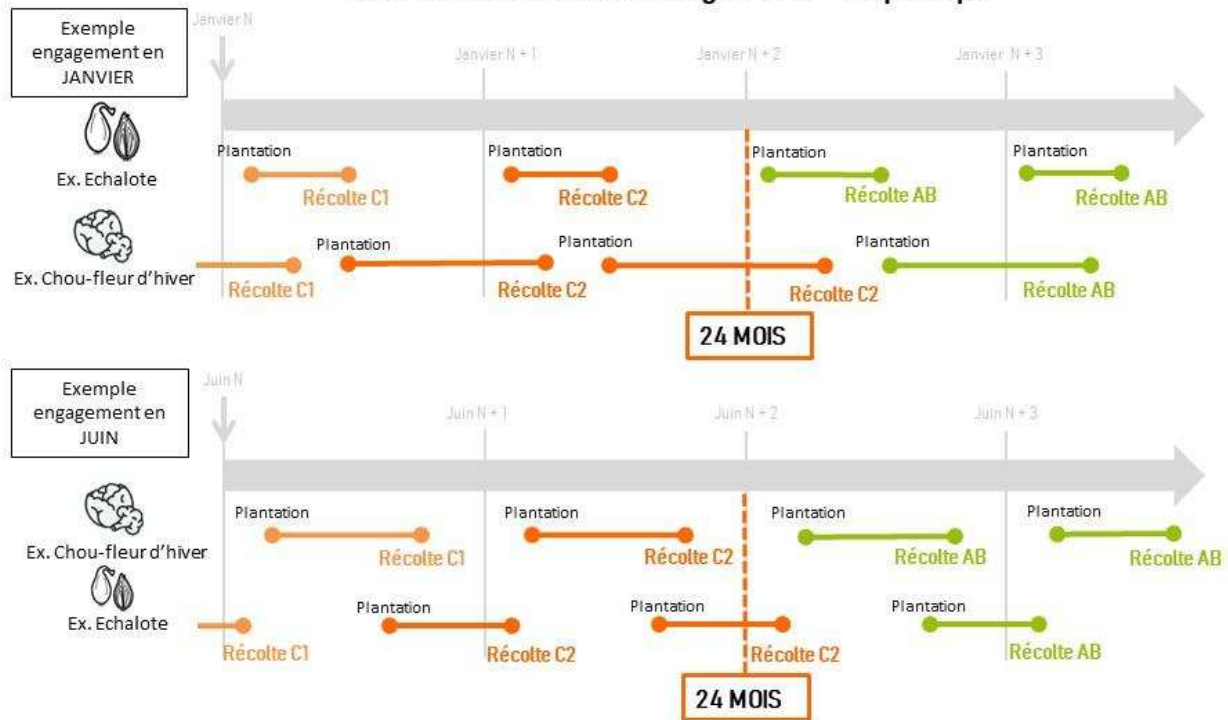 Exemple
engagement en
JANVIER
Janvier N
Janvier N + 1
Janvier N + 2
Janvier N + 3
Plantation
Plantation
Plantation
Plantation
Ex. Echalote
Récolte C1
Récolte C2
Récolte AB
Récolte AB
Plantation
Plantation
Plantation
Ex. Chou-fleur d'hiver
Récolte C1
Récolte C2
Récolte C2
Récolte AB
24 MOIS
Exemple
engagement en
JUIN
Juin N
Juin N + 1
Juin N + 2
Juin N + 3
Plantation
Plantation
Plantation
Plantation
Ex. Chou-fleur d'hiver
Récolte C1
Récolte C2
Récolte AB
Récolte AB
Plantation
Plantation
Plantation
Ex. Echalote
Récolte C1
Récolte C2
Récolte C2
Récolte AB
24 MOIS